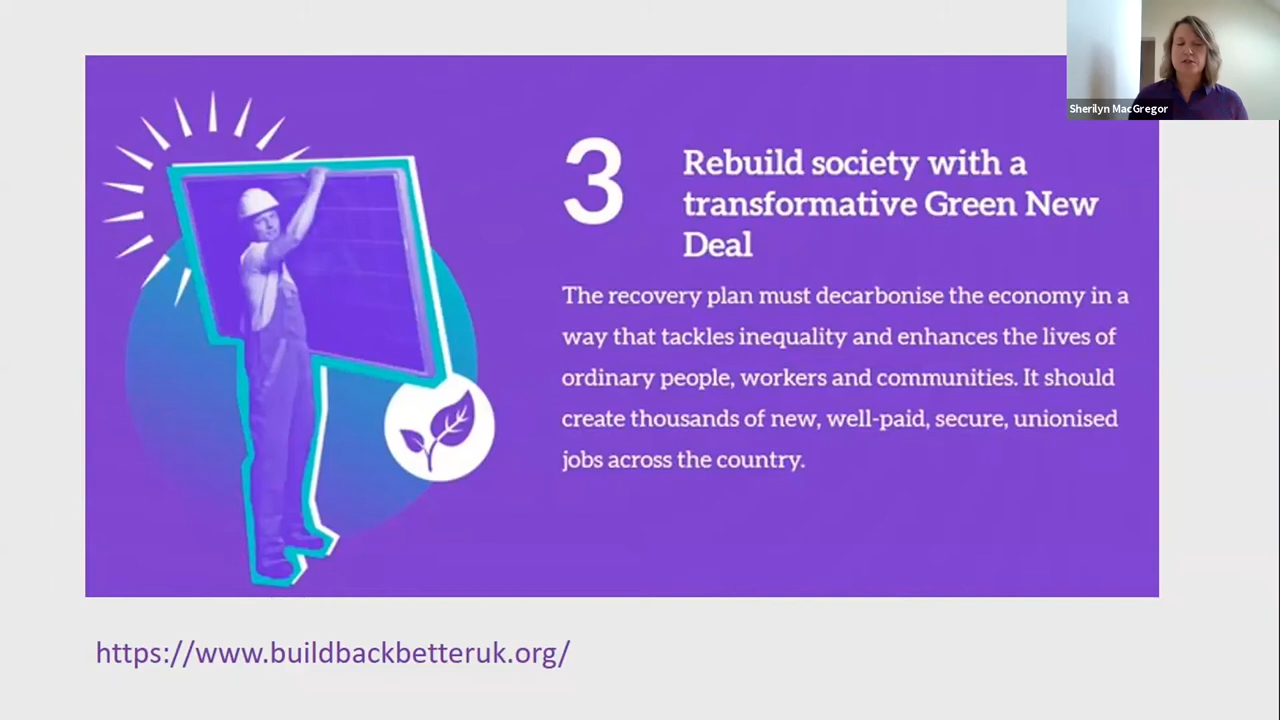 Sherilyn MacGregor
3
Rebuild society with a
transformative Green New
Deal
The recovery plan must decarbonise the economy in a
way that tackles inequality and enhances the lives of
ordinary people, workers and communities. It should
create thousands of new, well-paid, secure, unionised
jobs across the country.
https://www.buildbackbetteruk.org/